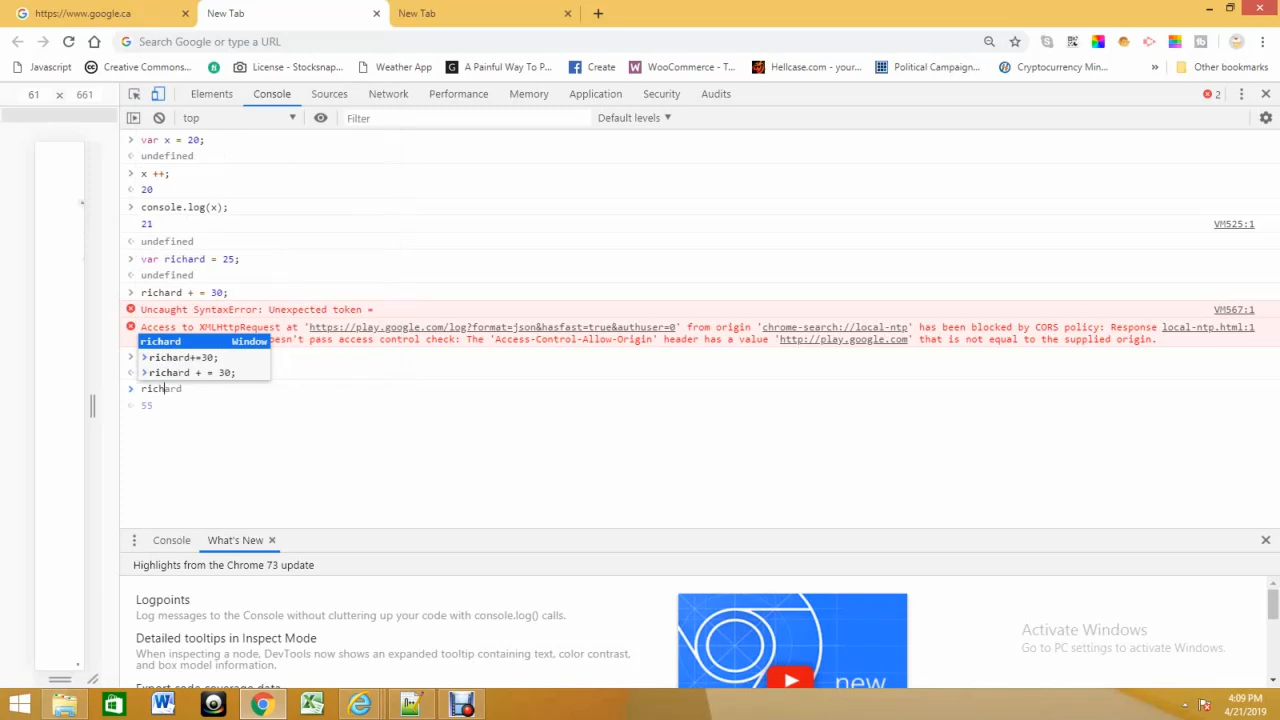 https://www.google.ca
New Tab
New Tab
Search Google or type a URL
Javascript
Creative Commons...
License - Stocksnap...
Weather App
A Painful Way To P...
Create
WooCommerce - T...
Hellcase.com - your...
Political Campaign...
Cryptocurrency Min...
»
Other bookmarks
61 × 661
Elements Console Sources Network Performance Memory Application Security Audits
2
top
Filter
Default levels ▼
> var x = 20;
undefined
> x ++;
20
> console.log(x);
21 VM525:1
undefined
> var richard = 25;
undefined
> richard + = 30;
Uncaught SyntaxError: Unexpected token = VM567:1
Access to XMLHttpRequest at 'https://play.google.com/log?format=json&hasfast=true&authuser=0' from origin 'chrome-search://local-ntp' has been blocked by CORS policy: Response local-ntp.html:1
richard Window
esn't pass access control check: The 'Access-Control-Allow-Origin' header has a value 'http://play.google.com' that is not equal to the supplied origin.
>richard+=30;
>richard + = 30;
> richard
55
Console
What's New
Highlights from the Chrome 73 update
Logpoints
Log messages to the Console without cluttering up your code with console.log() calls.
Detailed tooltips in Inspect Mode
When inspecting a node, DevTools now shows an expanded tooltip containing text, color contrast,
and box model information.
Export code coverage data
new
Activate Windows
Go to PC settings to activate Windows.
4:09 PM
4/21/2019